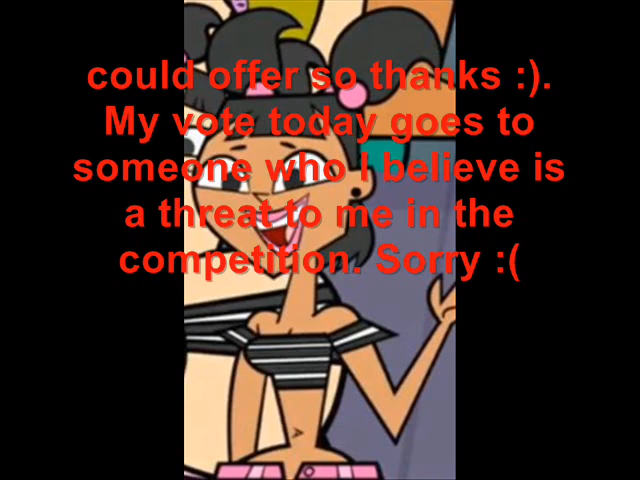 could offer so thanks :).
My vote today goes to
someone who I believe is
a threat to me in the
competition. Sorry :(